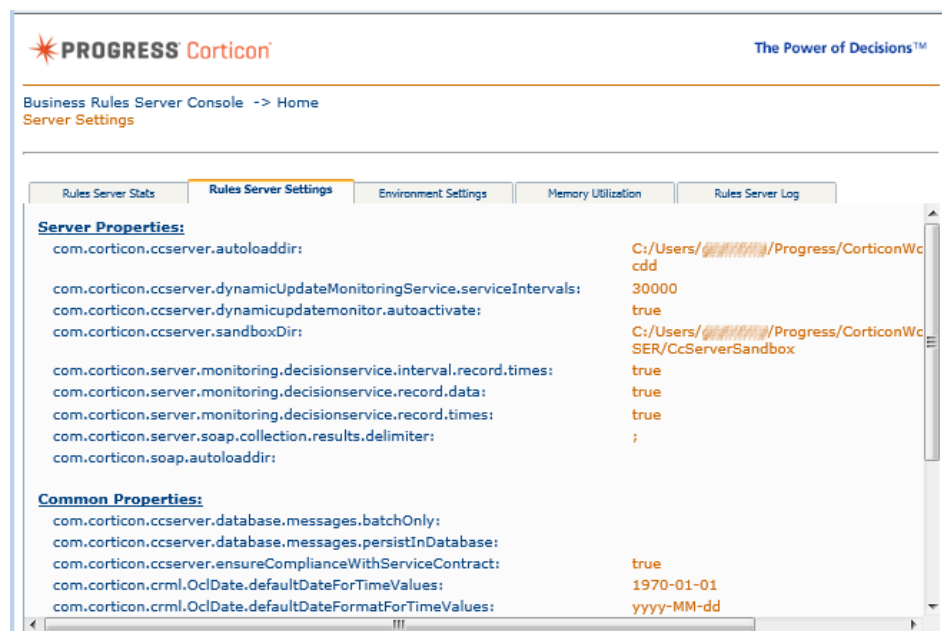 PROGRESS Corticon
The Power of Decisions™
Business Rules Server Console -> Home
Server Settings
Rules Server Stats
Rules Server Settings
Environment Settings
Memory Utilization
Rules Server Log
Server Properties:
com.corticon.ccserver.autoloaddir: C:/Users/ /Progress/CorticonWc
cdd
com.corticon.ccserver.dynamicUpdateMonitoringService.serviceIntervals: 30000
com.corticon.ccserver.dynamicupdatemonitor.autoactivate: true
com.corticon.ccserver.sandboxDir: C:/Users/ /Progress/CorticonWc
SER/CcServerSandbox
com.corticon.server.monitoring.decisionservice.interval.record.times: true
com.corticon.server.monitoring.decisionservice.record.data: true
com.corticon.server.monitoring.decisionservice.record.times: true
com.corticon.server.soap.collection.results.delimiter: ;
com.corticon.soap.autoloaddir:
Common Properties:
com.corticon.ccserver.database.messages.batchOnly:
com.corticon.ccserver.database.messages.persistInDatabase:
com.corticon.ccserver.ensureComplianceWithServiceContract: true
com.corticon.crml.OclDate.defaultDateForTimeValues: 1970-01-01
com.corticon.crml.OclDate.defaultDateFormatForTimeValues: yyyy-MM-dd